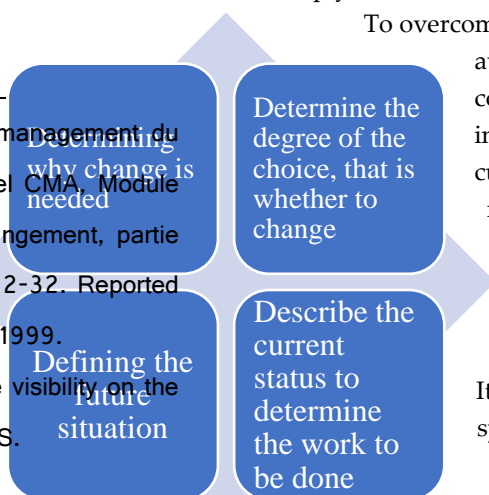 To overcom
management du
el CMA, Module
ngement, partie
2-32. Reported
1999.
e visibility on the
S.
Determining
why change is
needed
Determine the
degree of the
choice, that is
whether to
change
Defining the
future
situation
Describe the
current
status to
determine
the work to
be done
It